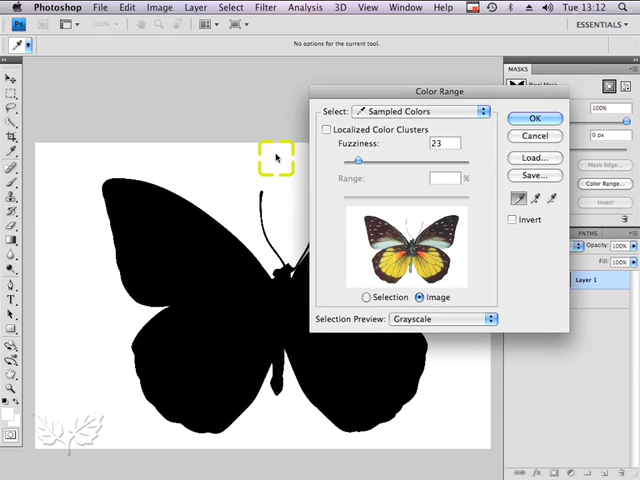 Photoshop File Edit Image Layer Select Filter Analysis 3D View Window Help Tue 13:12
Ps 100% ESSENTIALS
No options for the current tool.
MASKS
Color Range
Select: Sampled Colors OK
Localized Color Clusters
Fuzziness: 23 Cancel
Load...
Range: % Save...
Invert
Selection Image
Selection Preview: Grayscale
100%
0 px
Mask Edge...
Color Range...
Invert
PATHS
Opacity: 100%
Fill: 100%
Layer 1